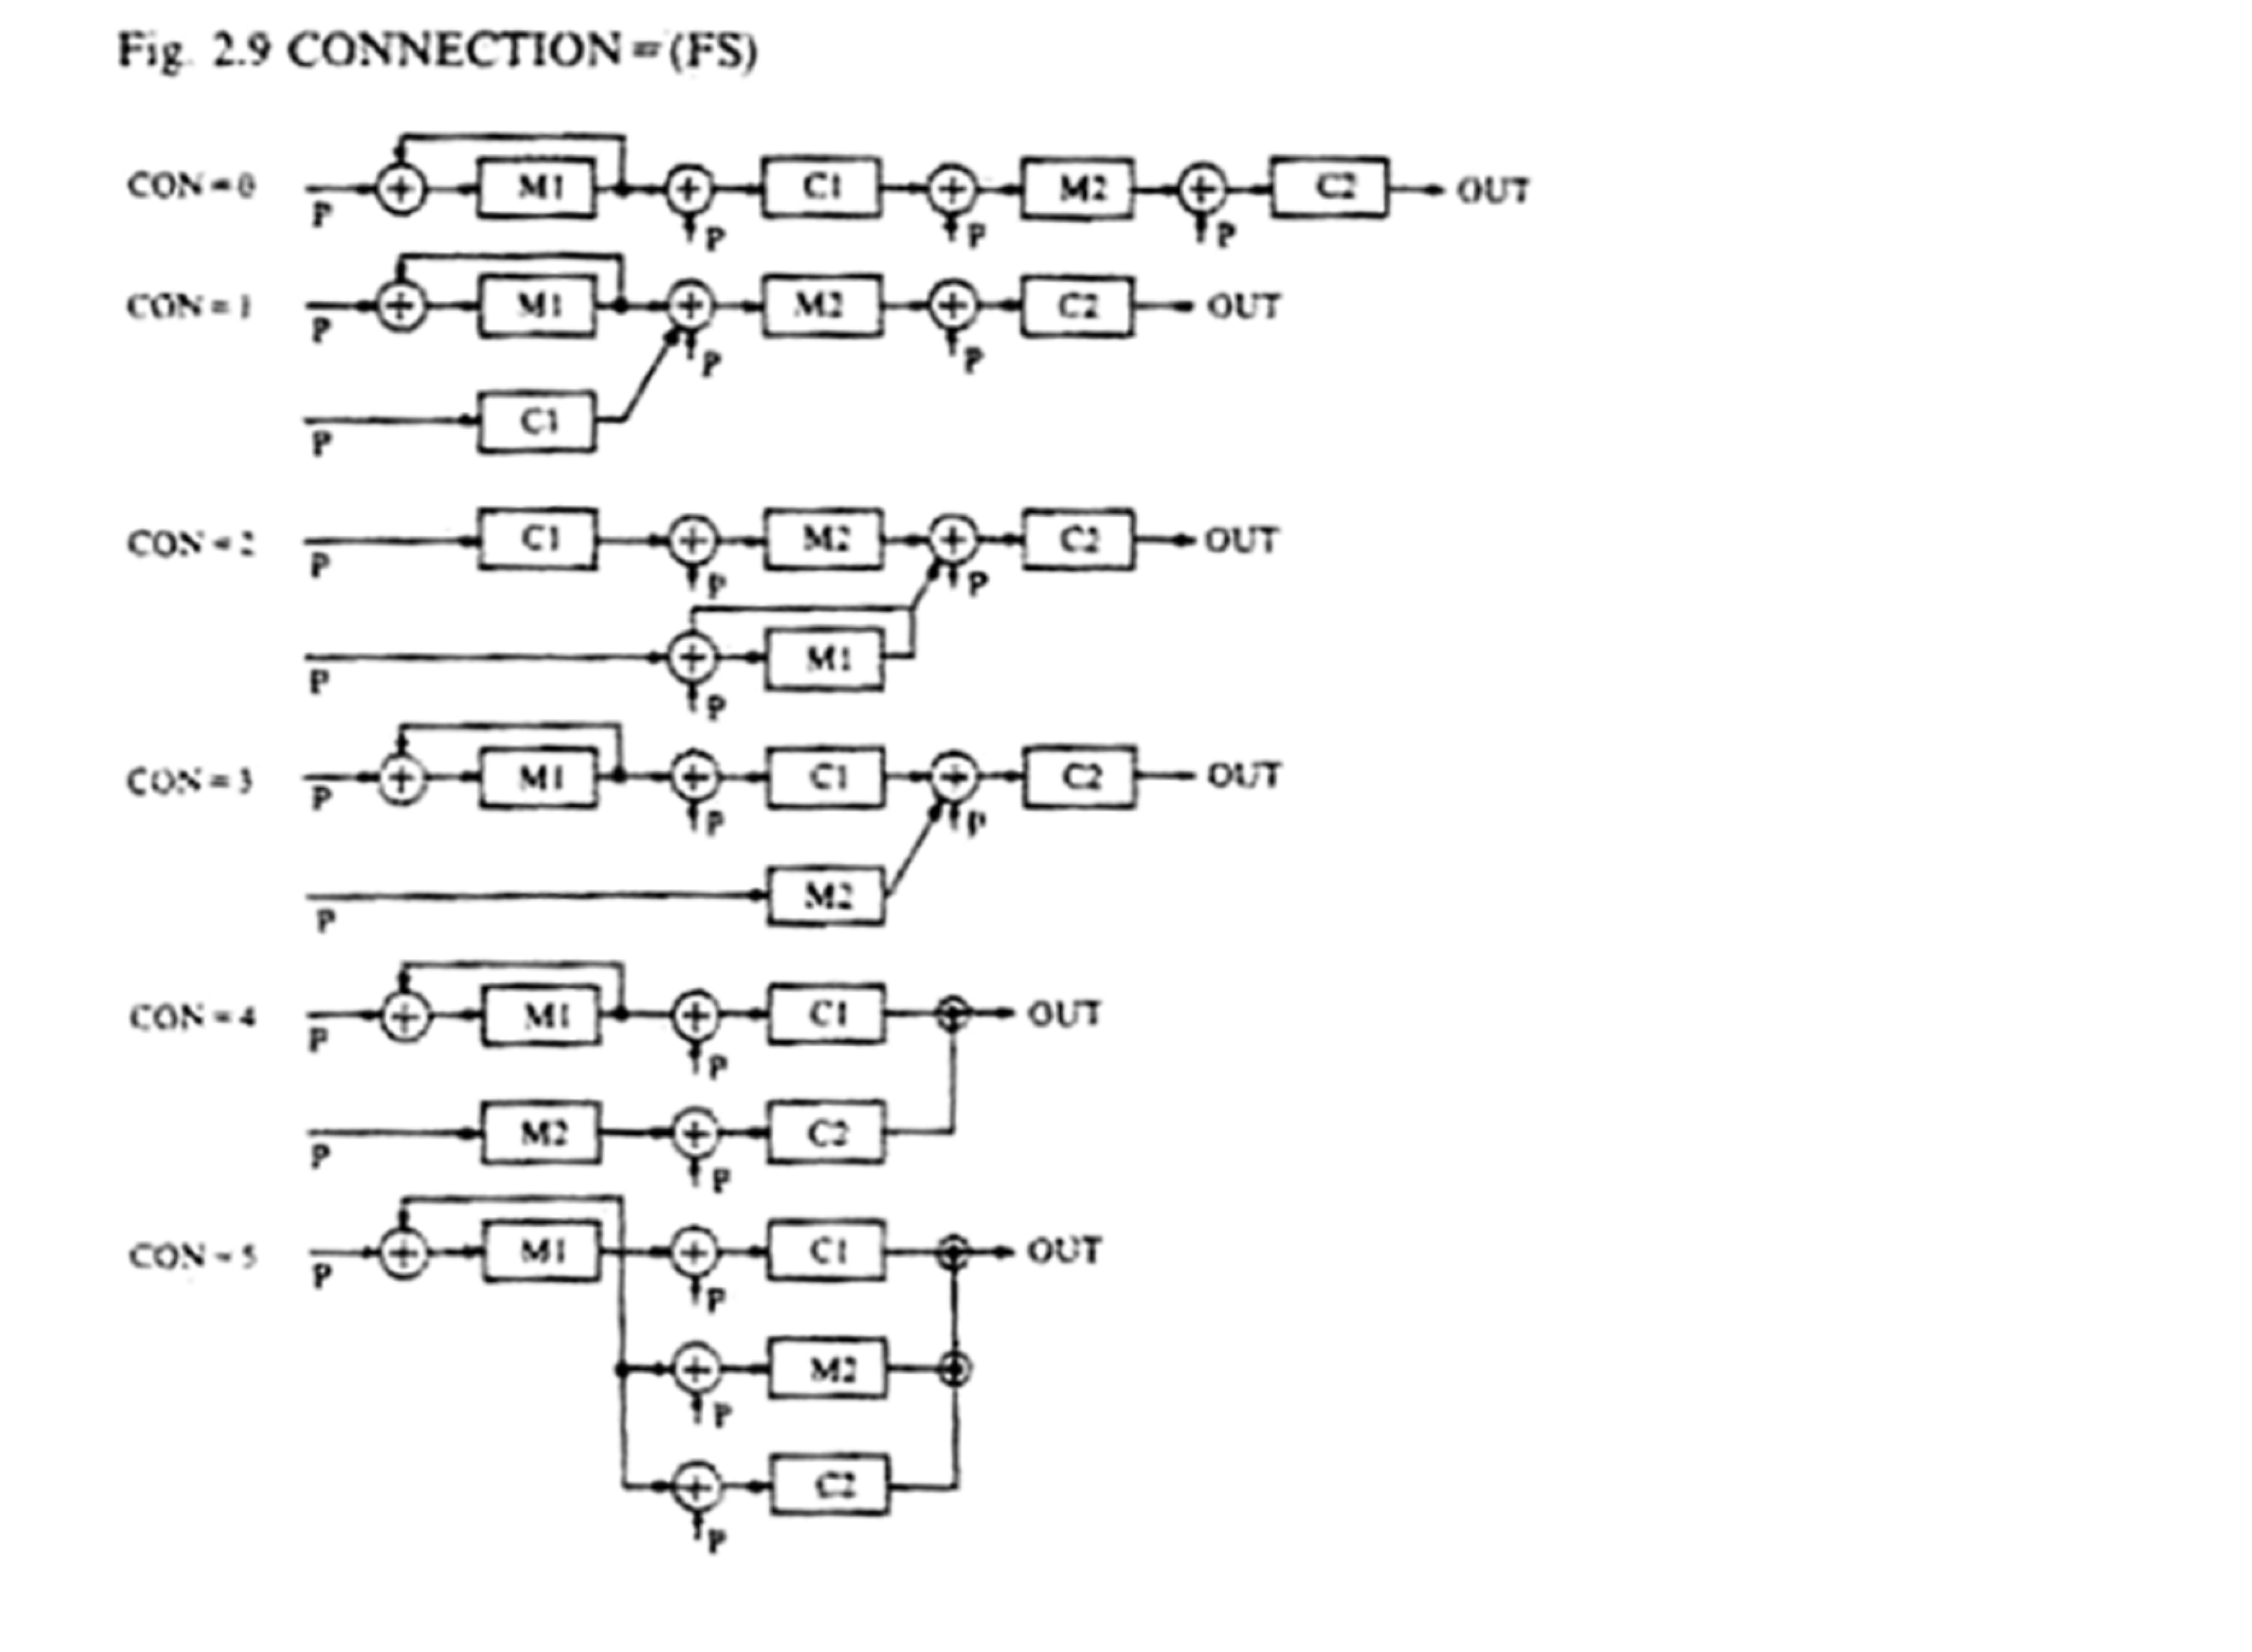 Fig. 2.9 CONNECTION=(FS)
CON = 0 P M1 P C1 P M2 P C2 OUT
CON = 1 P M1 P M2 P C2 OUT
P C1
CON = 2 P C1 P M2 P C2 OUT
P M1 P
CON = 3 P M1 P C1 P C2 OUT
P M2
CON = 4 P M1 P C1 OUT
P M2 P C2
CON = 5 P M1 P C1 OUT
P M2
P C2